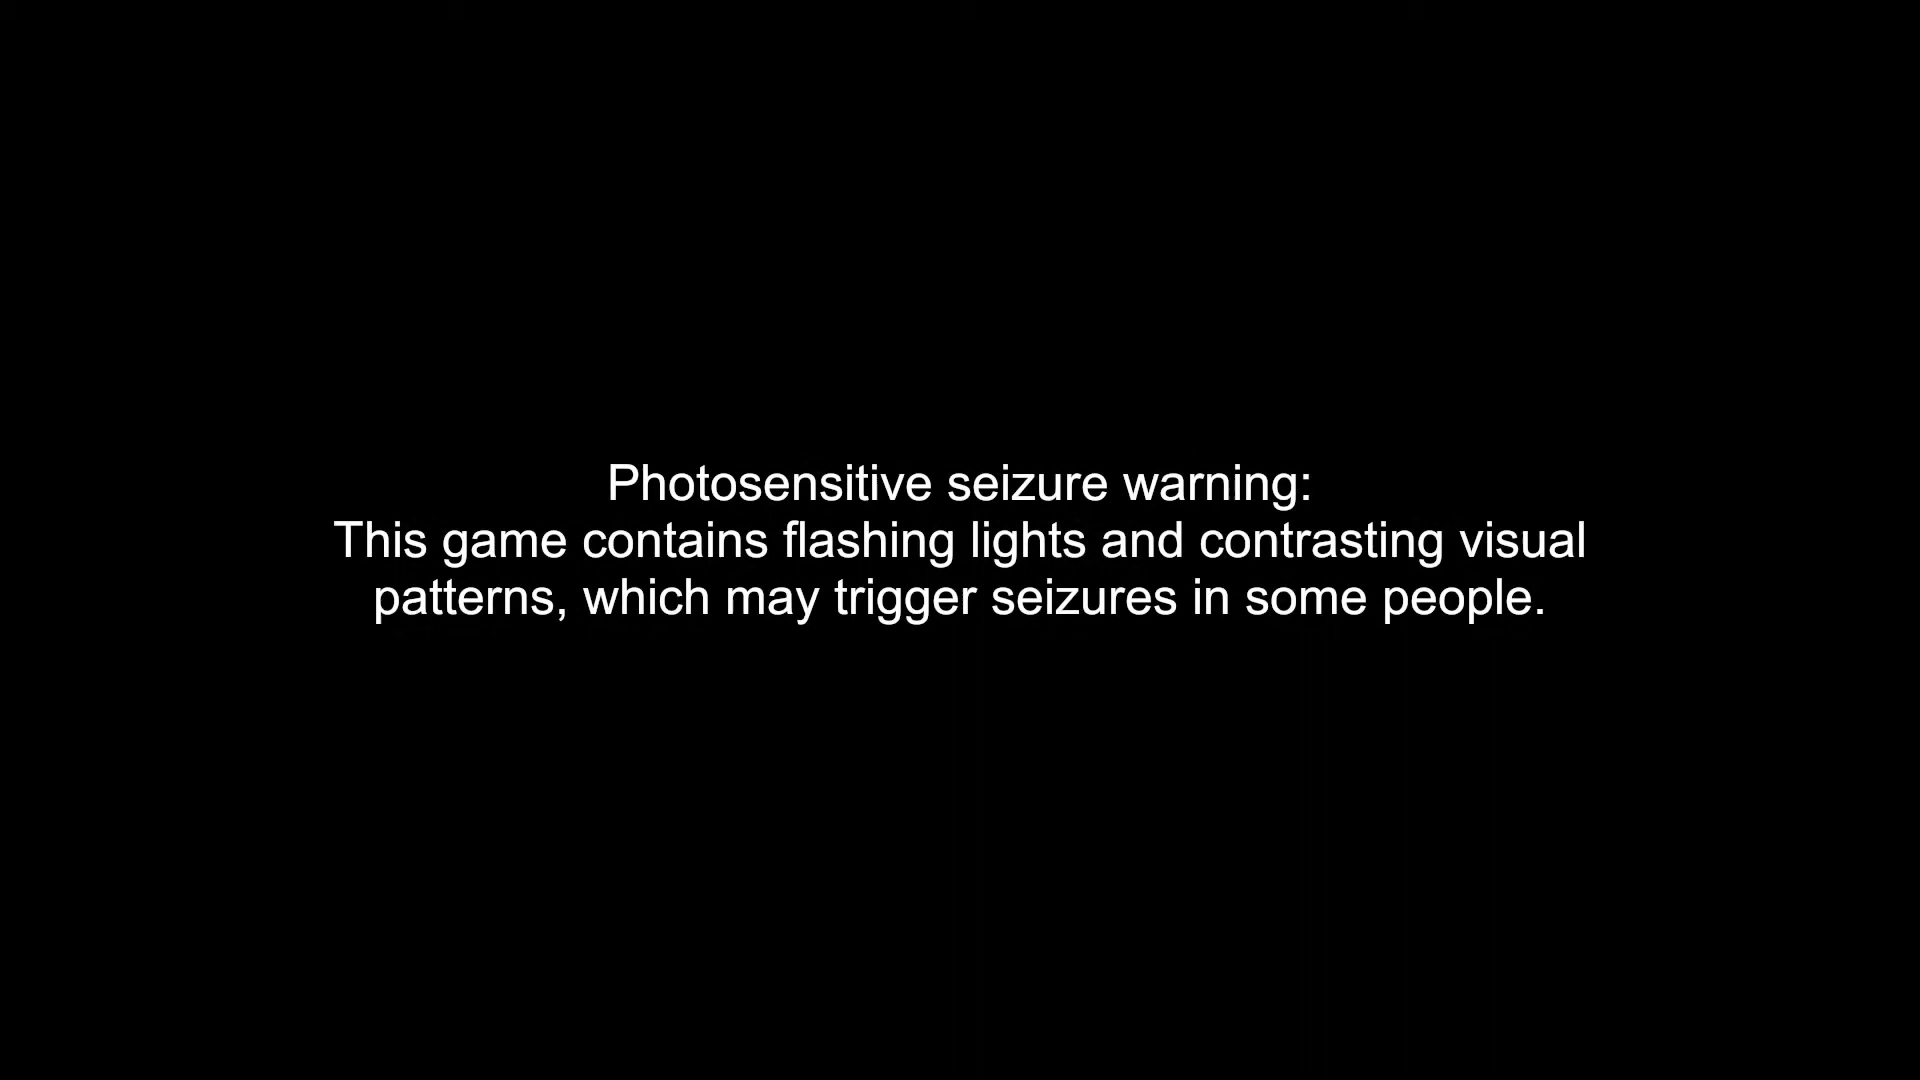 Photosensitive seizure warning:
This game contains flashing lights and contrasting visual
patterns, which may trigger seizures in some people.